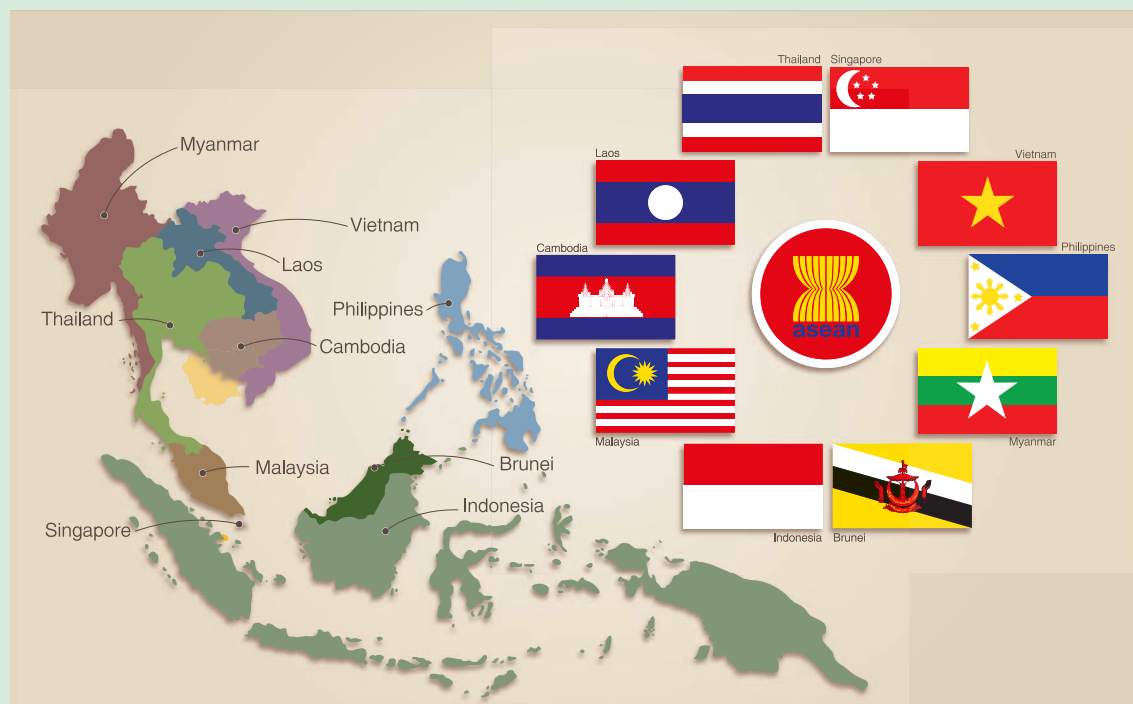 Myanmar
Vietnam
Laos
Thailand
Philippines
Cambodia
Malaysia
Brunei
Singapore
Indonesia
Thailand Singapore
Laos
Vietnam
Cambodia
Philippines
asean
Malaysia
Myanmar
Indonesia Brunei